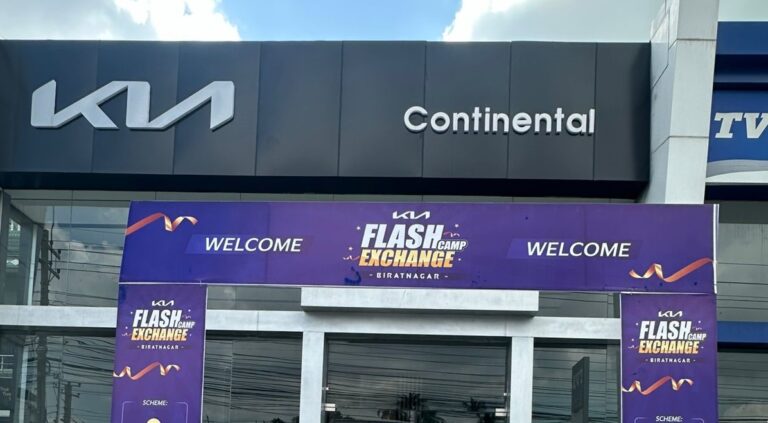 KIA
Continental
TV
KIA
WELCOME
FLASH
CAMP
EXCHANGE
- BIRATNAGAR -
WELCOME
KIA
FLASH
CAMP
EXCHANGE
- BIRATNAGAR -
SCHEME:
KIA
FLASH
CAMP
EXCHANGE
- BIRATNAGAR -
SCHEME: